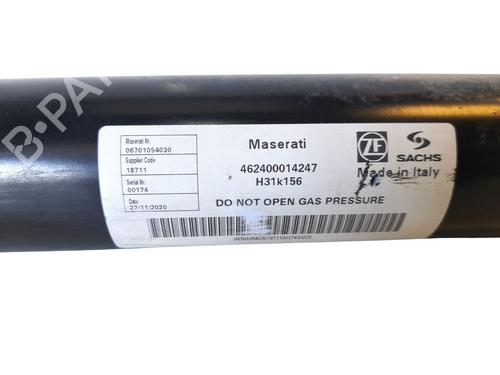 Maserati Nr.
06701054030
Supplier Code
18711
Serial Nr.
00174
Date
27/11/2020
Maserati
462400014247
H31k156
ZF
SACHS
Made in Italy
DO NOT OPEN GAS PRESSURE
B-PARTS